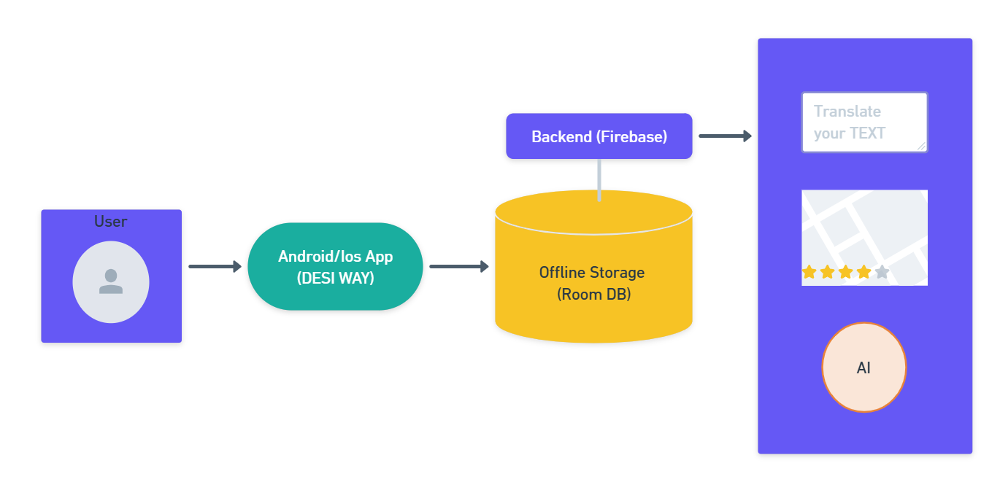 User
Android/Ios App
(DESI WAY)
Backend (Firebase)
Offline Storage
(Room DB)
Translate
your TEXT
AI